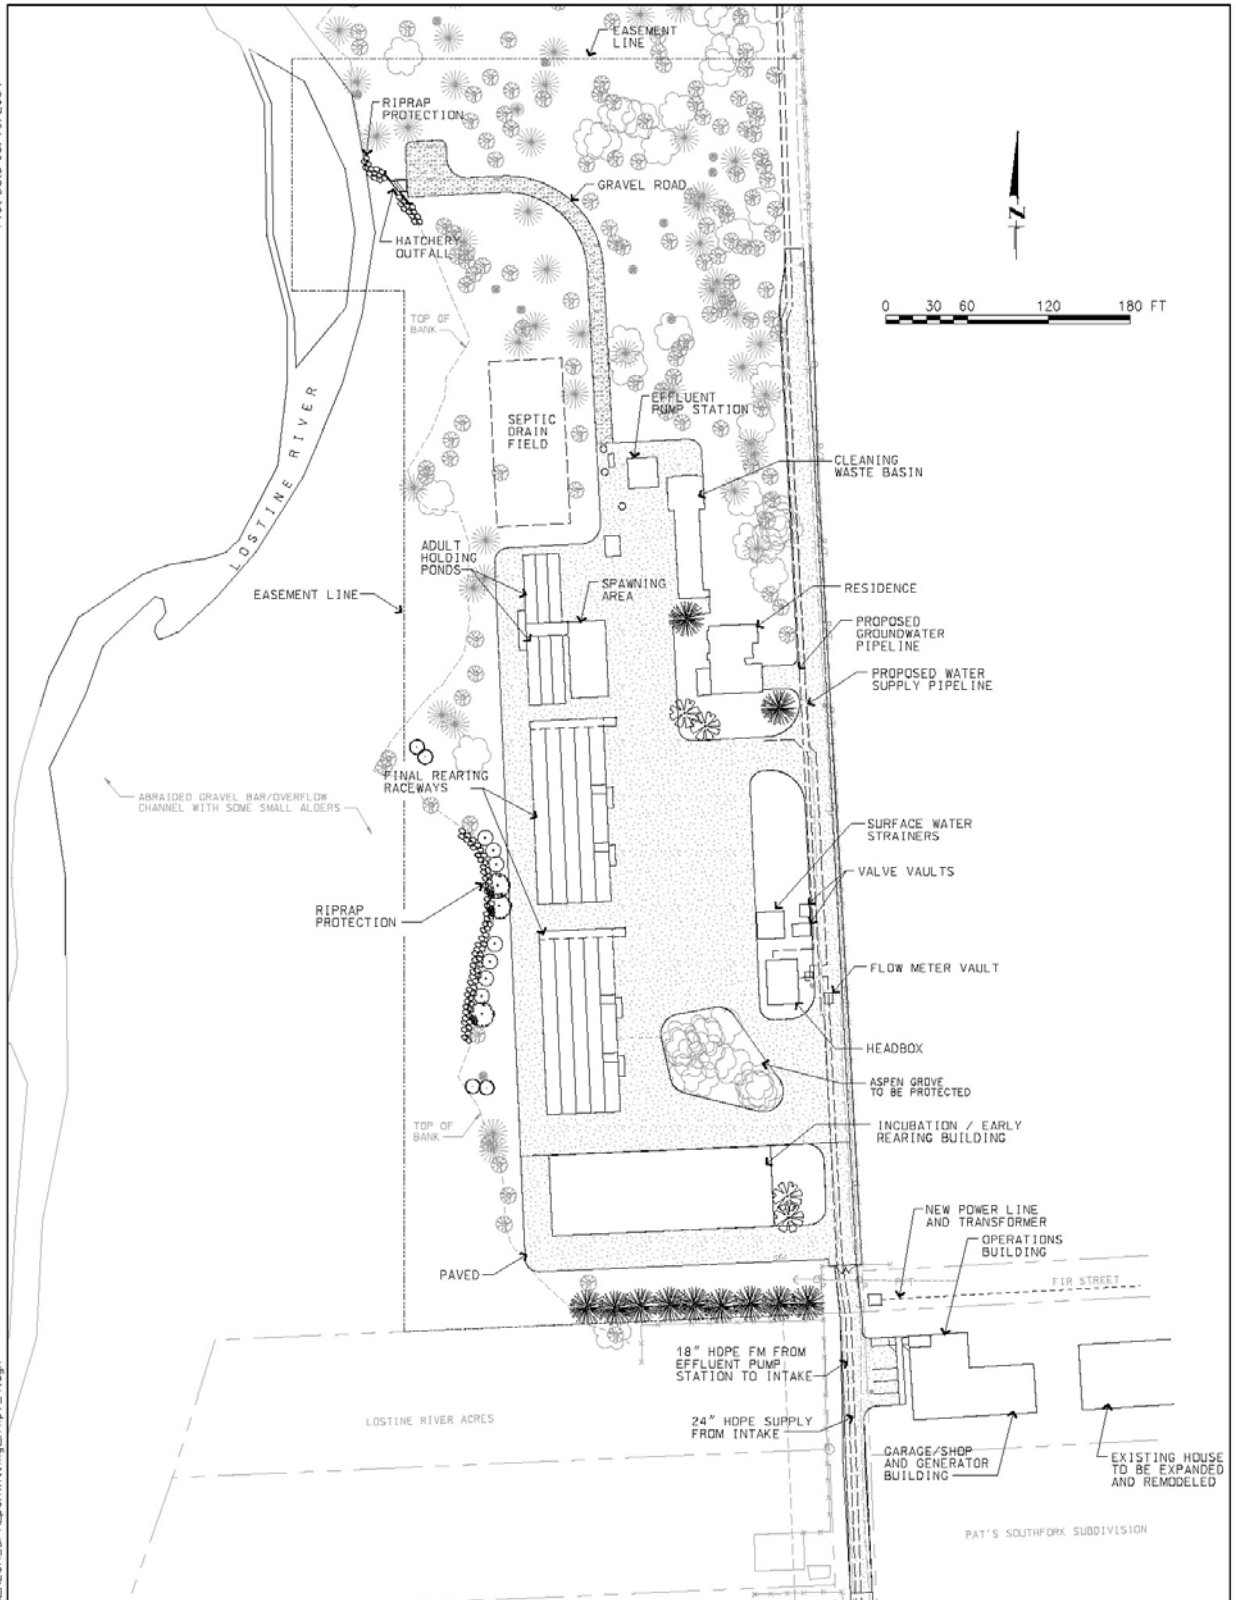 EASEMENT
LINE
RIPRAP
PROTECTION
GRAVEL ROAD
HATCHERY
OUTFALL
N
0 30 60 120 180 FT
TOP OF
BANK
LOSTINE RIVER
SEPTIC
DRAIN
FIELD
EFFLUENT
PUMP STATION
CLEANING
WASTE BASIN
ADULT
HOLDING
PONDS
SPAWNING
AREA
RESIDENCE
EASEMENT LINE
PROPOSED
GROUNDWATER
PIPELINE
PROPOSED WATER
SUPPLY PIPELINE
FINAL REARING
RACEWAYS
ABRAIDED GRAVEL BAR/OVERFLOW
CHANNEL WITH SOME SMALL ALDERS
SURFACE WATER
STRAINERS
VALVE VAULTS
RIPRAP
PROTECTION
FLOW METER VAULT
HEADBOX
ASPEN GROVE
TO BE PROTECTED
TOP OF
BANK
INCUBATION / EARLY
REARING BUILDING
NEW POWER LINE
AND TRANSFORMER
OPERATIONS
BUILDING
PAVED
FIR STREET
18" HDPE FM FROM
EFFLUENT PUMP
STATION TO INTAKE
24" HDPE SUPPLY
FROM INTAKE
LOSTINE RIVER ACRES
GARAGE/SHOP
AND GENERATOR
BUILDING
EXISTING HOUSE
TO BE EXPANDED
AND REMODELED
PAT'S SOUTHFORK SUBDIVISION